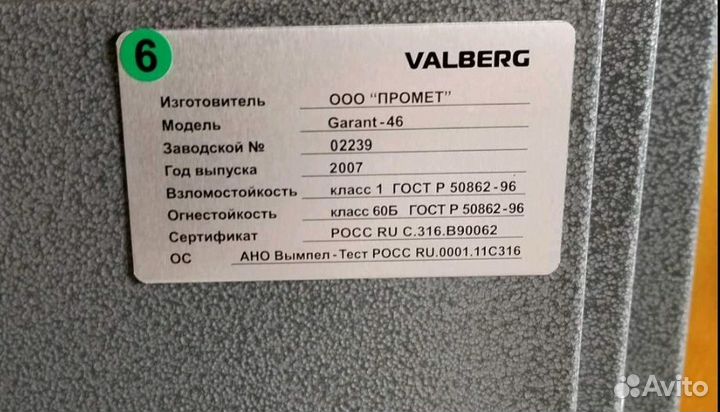 6
VALBERG
Изготовитель ООО "ПРОМЕТ"
Модель Garant-46
Заводской № 02239
Год выпуска 2007
Взломостойкость класс 1 ГОСТ Р 50862-96
Огнестойкость класс 60Б ГОСТ Р 50862-96
Сертификат РОСС RU С.316.В90062
ОС АНО Вымпел-Тест РОСС RU.0001.11С316
Avito